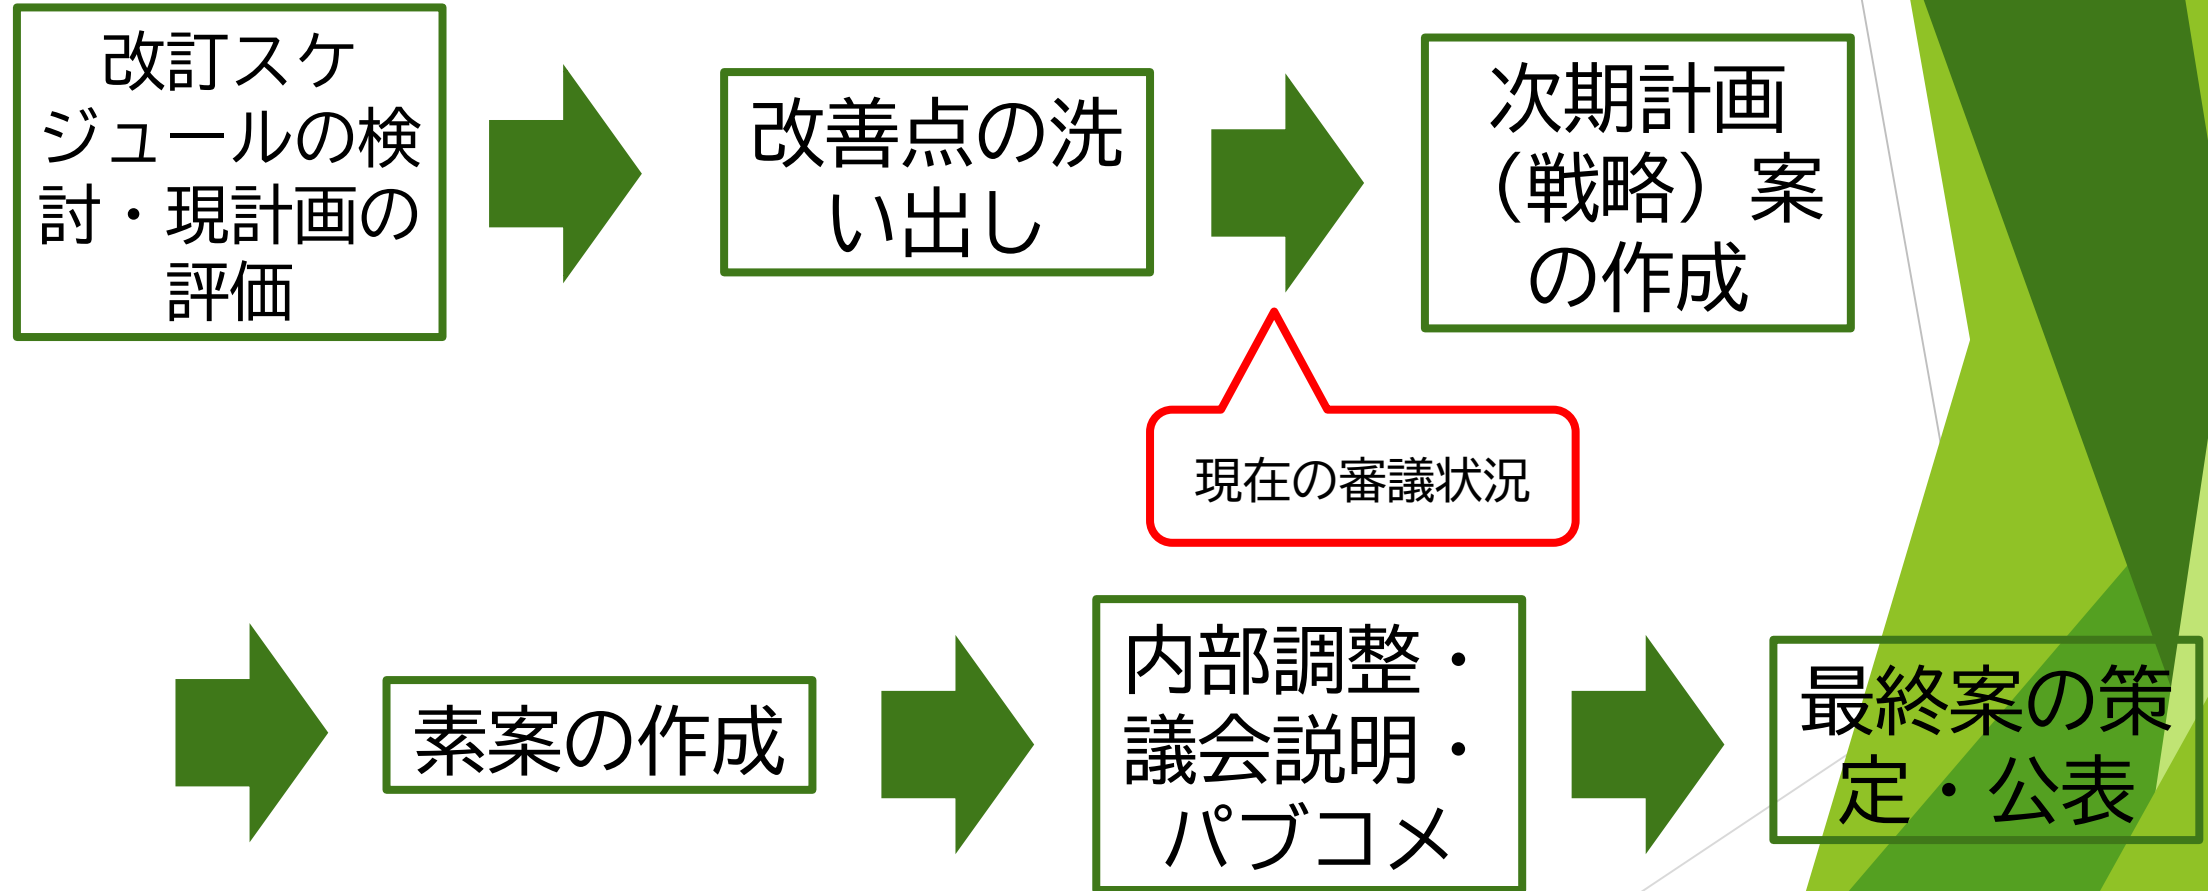 改訂スケ
ジュールの検
討・現計画の
評価
改善点の洗
い出し
次期計画
（戦略）案
の作成
現在の審議状況
素案の作成
内部調整・
議会説明・
パブコメ
最終案の策
定・公表